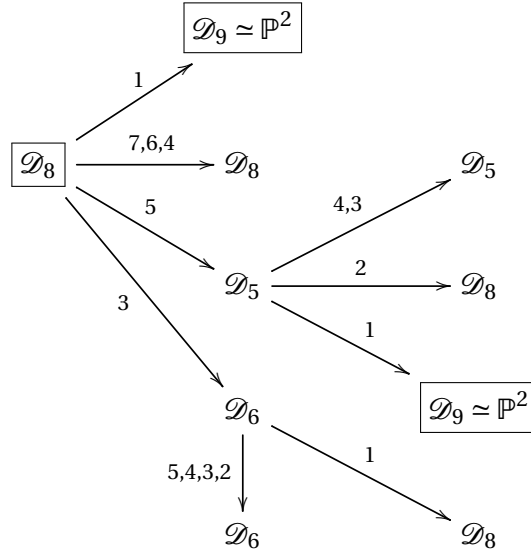 𝒟₉ ≃ ℙ²
1
7,6,4
𝒟₈
𝒟₈
𝒟₅
5
4,3
2
3
𝒟₅
𝒟₈
1
𝒟₉ ≃ ℙ²
𝒟₆
5,4,3,2
1
𝒟₆
𝒟₈